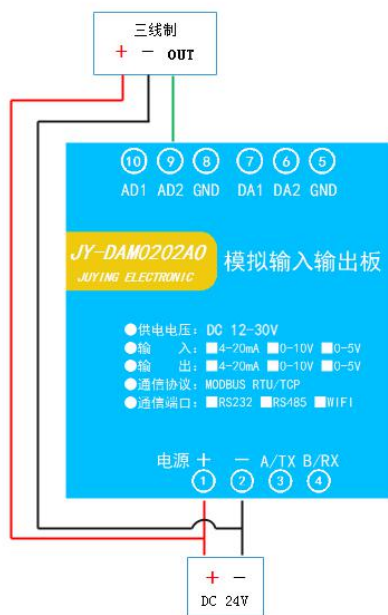 三线制
+ − OUT
⑩ ⑨ ⑧ ⑦ ⑥ ⑤
AD1 AD2 GND DA1 DA2 GND
JY-DAM0202AO
JUYING ELECTRONIC
模拟输入输出板
●供电电压: DC 12-30V
●输 入: ■4-20mA ■0-10V ■0-5V
●输 出: ■4-20mA ■0-10V ■0-5V
●通信协议: MODBUS RTU/TCP
●通信端口: ■RS232 ■RS485 ■WIFI
电源 + − A/TX B/RX
① ② ③ ④
+ −
DC 24V